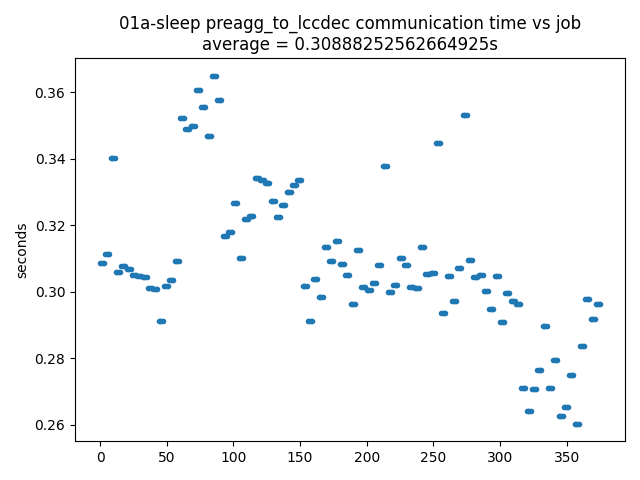 01a-sleep preagg_to_lccdec communication time vs job
average = 0.30888252562664925s
seconds
0.36
0.34
0.32
0.30
0.28
0.26
0 50 100 150 200 250 300 350